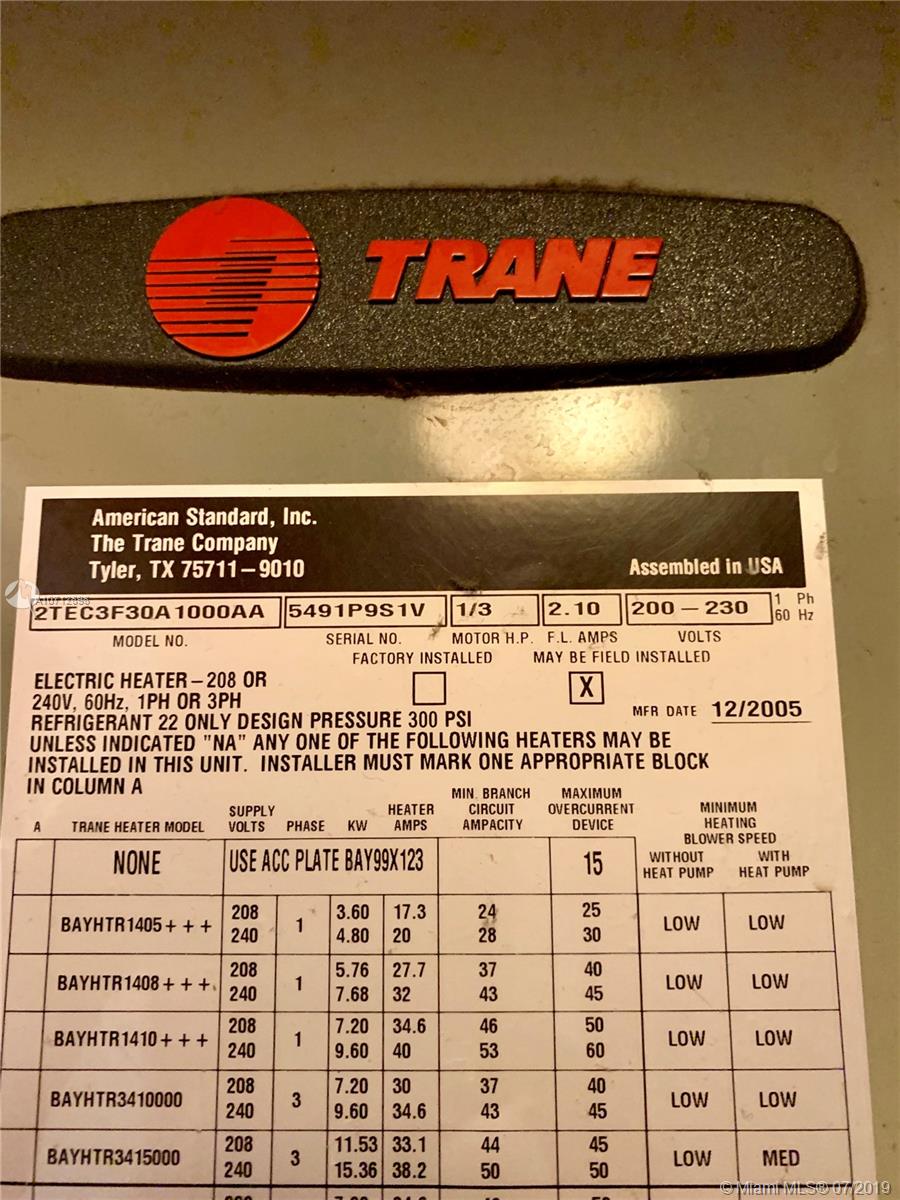 TRANE
American Standard, Inc.
The Trane Company
Tyler, TX 75711-9010
Assembled in USA
2TEC3F30A1000AA 5491P9S1V 1/3 2.10 200-230 1 Ph 60 Hz
MODEL NO. SERIAL NO. MOTOR H.P. F.L. AMPS VOLTS
FACTORY INSTALLED MAY BE FIELD INSTALLED
ELECTRIC HEATER-208 OR X
240V, 60Hz, 1PH OR 3PH MFR DATE 12/2005
REFRIGERANT 22 ONLY DESIGN PRESSURE 300 PSI
UNLESS INDICATED "NA" ANY ONE OF THE FOLLOWING HEATERS MAY BE
INSTALLED IN THIS UNIT. INSTALLER MUST MARK ONE APPROPRIATE BLOCK
IN COLUMN A
A TRANE HEATER MODEL SUPPLY VOLTS PHASE KW HEATER AMPS MIN. BRANCH CIRCUIT AMPACITY MAXIMUM OVERCURRENT DEVICE MINIMUM HEATING BLOWER SPEED
WITHOUT HEAT PUMP WITH HEAT PUMP
NONE USE ACC PLATE BAY99X123 15
BAYHTR1405+++ 208 1 3.60 17.3 24 25 LOW LOW
240 4.80 20 28 30
BAYHTR1408+++ 208 1 5.76 27.7 37 40 LOW LOW
240 7.68 32 43 45
BAYHTR1410+++ 208 1 7.20 34.6 46 50 LOW LOW
240 9.60 40 53 60
BAYHTR3410000 208 3 7.20 30 37 40 LOW LOW
240 9.60 34.6 43 45
BAYHTR3415000 208 3 11.53 33.1 44 45 LOW MED
240 15.36 38.2 50 50
© Miami MLS® 07/2019